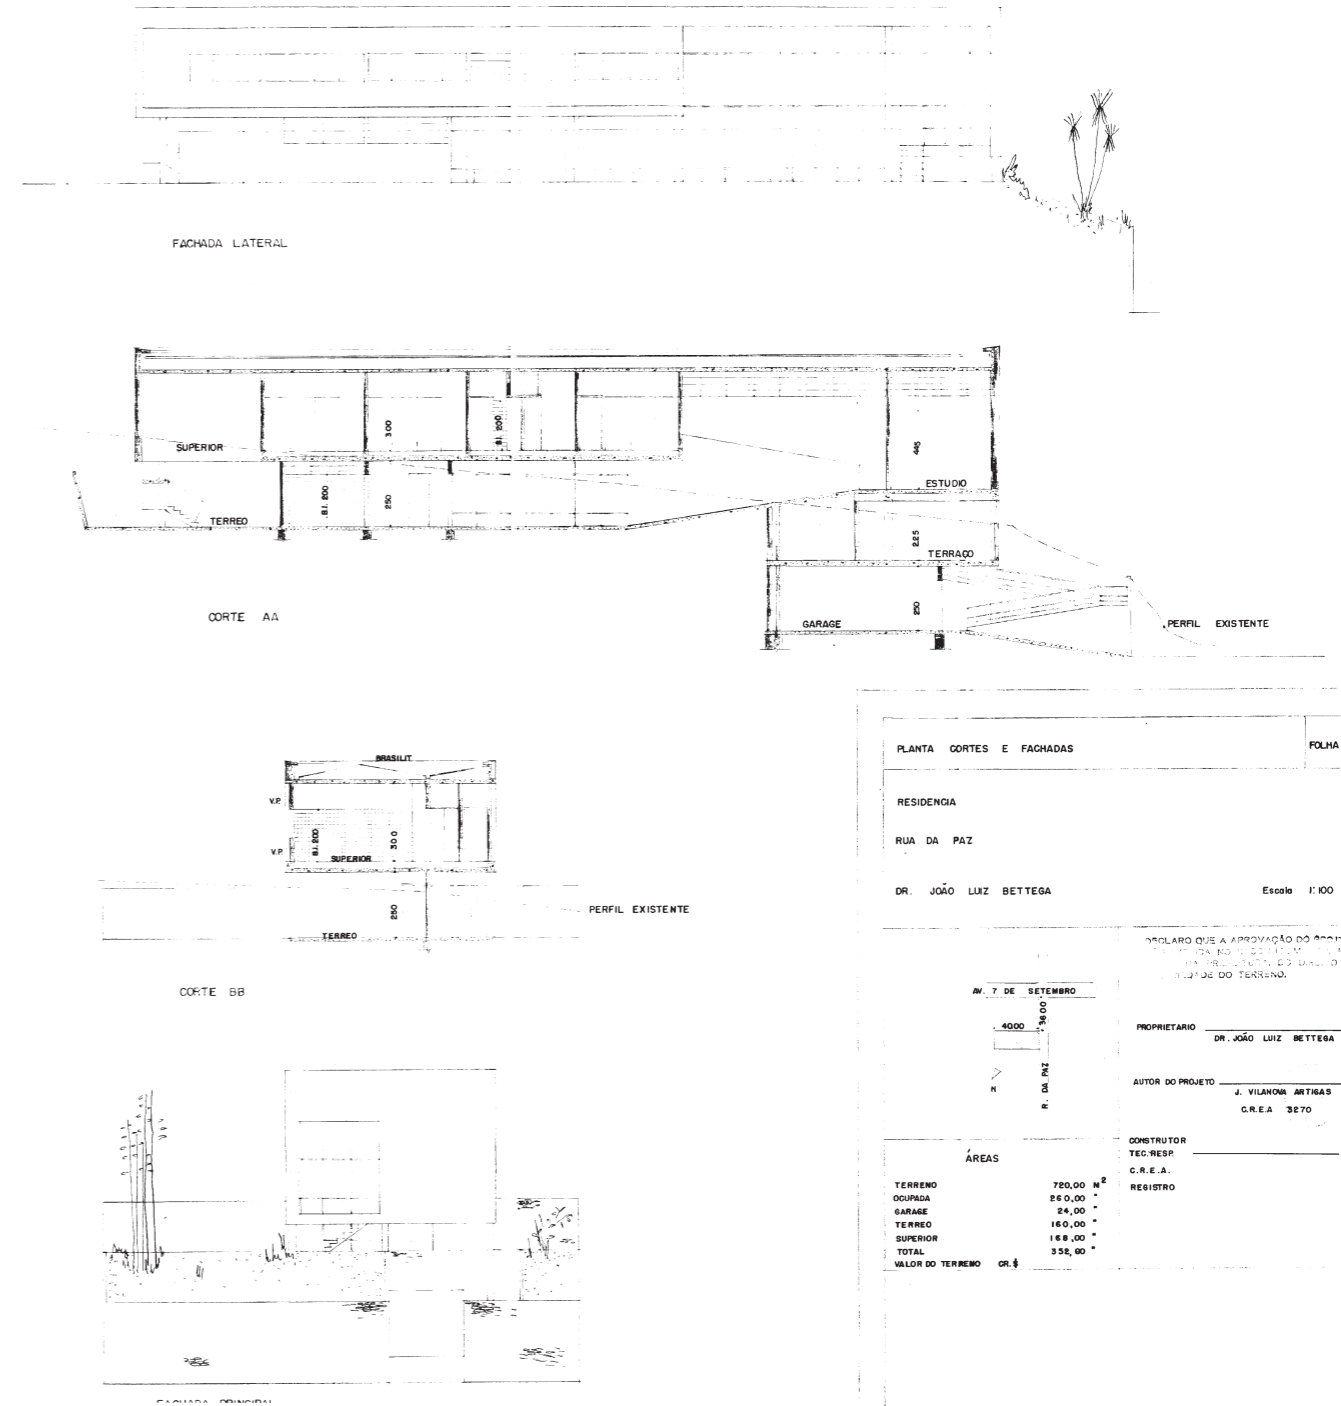 FACHADA LATERAL
SUPERIOR
300
B.I. 200
445
ESTUDIO
TERREO
B.I. 200
250
2.25
TERRAÇO
GARAGE
250
PERFIL EXISTENTE
CORTE AA
BRASILIT
V.P.
V.P.
B.I. 200
300
SUPERIOR
250
TERREO
PERFIL EXISTENTE
CORTE BB
FACHADA PRINCIPAL
PLANTA CORTES E FACHADAS
FOLHA
RESIDENCIA
RUA DA PAZ
DR. JOÃO LUIZ BETTEGA
Escala 1:100
AV. 7 DE SETEMBRO
40.00
36.00
R. DA PAZ
N
QUE A APROVAÇÃO DO
DO TERRENO.
PROPRIETARIO
DR. JOÃO LUIZ BETTEGA
AUTOR DO PROJETO
J. VILANOVA ARTIGAS
C.R.E.A 3270
CONSTRUTOR
TEC. RESP.
C.R.E.A.
REGISTRO
ÁREAS
TERRENO 720,00 M²
OCUPADA 260,00 "
GARAGE 24,00 "
TERREO 160,00 "
SUPERIOR 168,00 "
TOTAL 352,00 "
VALOR DO TERRENO CR.$